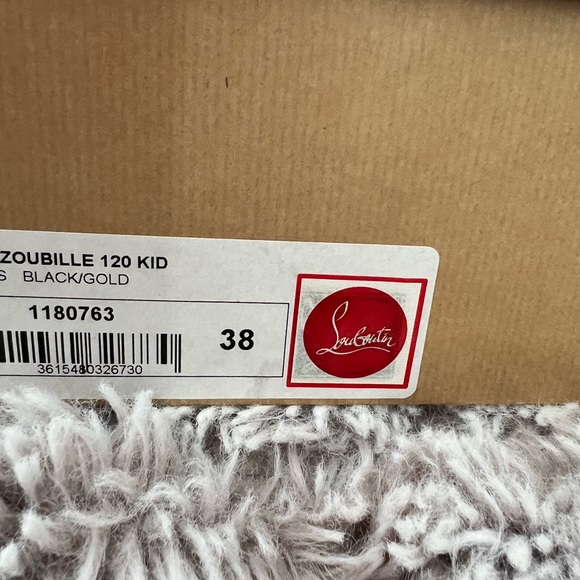 ZOUBILLE 120 KID
S BLACK/GOLD
1180763
38
3615480326730
Louboutin